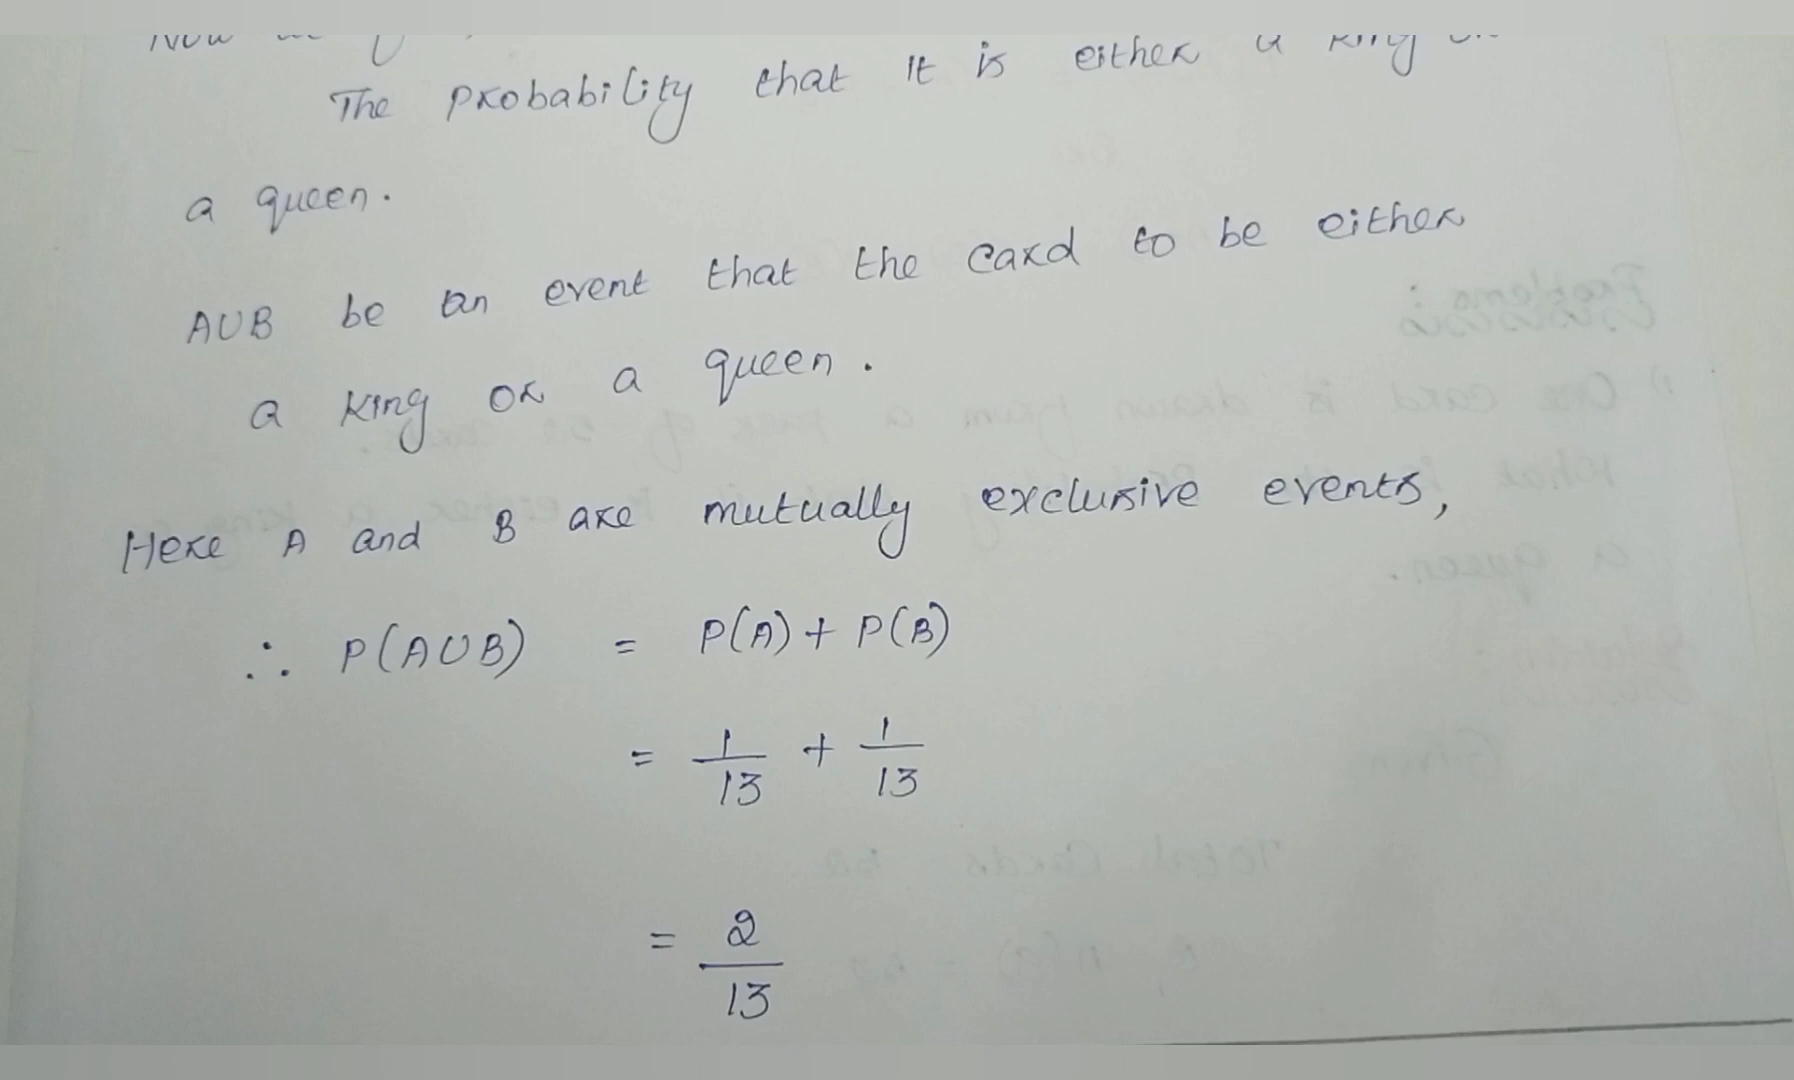 The probability that it is either a king
a queen.
AUB be an event that the card to be either
a king or a queen.
Here A and B are mutually exclusive events,
∴ P(AUB) = P(A) + P(B)
= 1/13 + 1/13
= 2/13